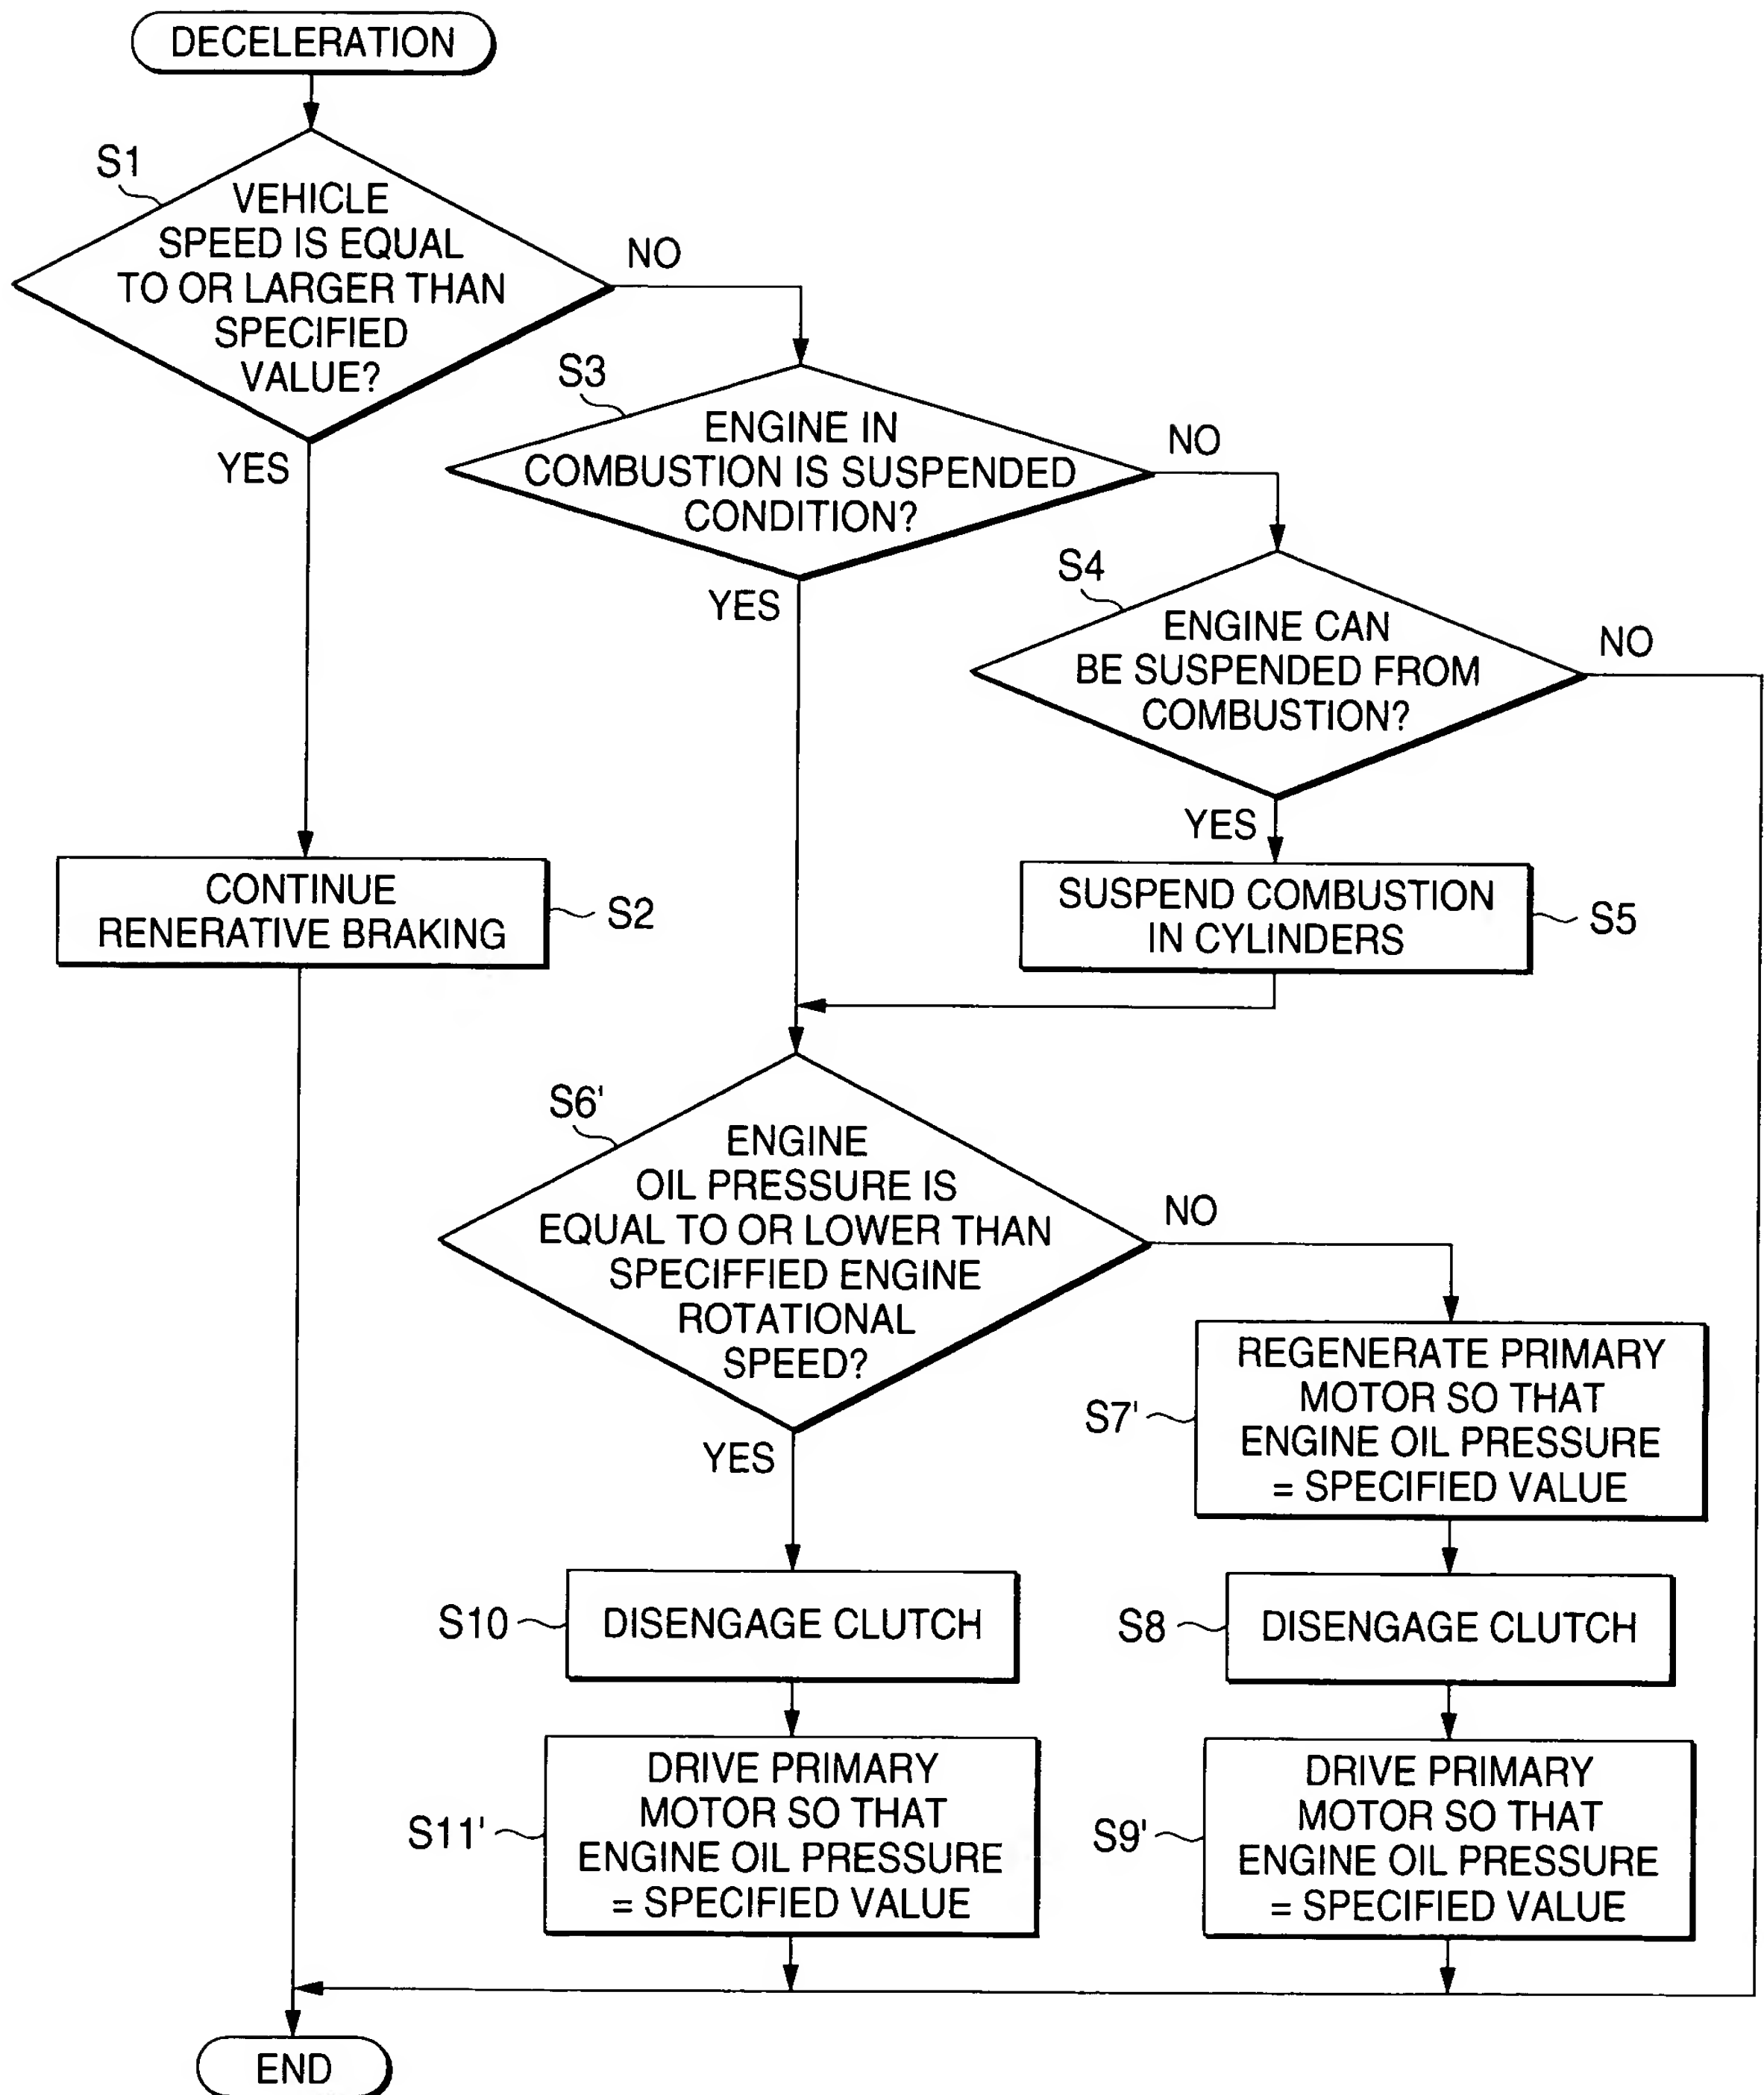 DECELERATION
S1
VEHICLE
SPEED IS EQUAL
TO OR LARGER THAN
SPECIFIED
VALUE?
NO
YES
S3
ENGINE IN
COMBUSTION IS SUSPENDED
CONDITION?
NO
YES
S4
ENGINE CAN
BE SUSPENDED FROM
COMBUSTION?
NO
YES
CONTINUE
RENERATIVE BRAKING
S2
SUSPEND COMBUSTION
IN CYLINDERS
S5
S6'
ENGINE
OIL PRESSURE IS
EQUAL TO OR LOWER THAN
SPECIFFIED ENGINE
ROTATIONAL
SPEED?
NO
YES
S7'
REGENERATE PRIMARY
MOTOR SO THAT
ENGINE OIL PRESSURE
= SPECIFIED VALUE
S10
DISENGAGE CLUTCH
S8
DISENGAGE CLUTCH
S11'
DRIVE PRIMARY
MOTOR SO THAT
ENGINE OIL PRESSURE
= SPECIFIED VALUE
S9'
DRIVE PRIMARY
MOTOR SO THAT
ENGINE OIL PRESSURE
= SPECIFIED VALUE
END